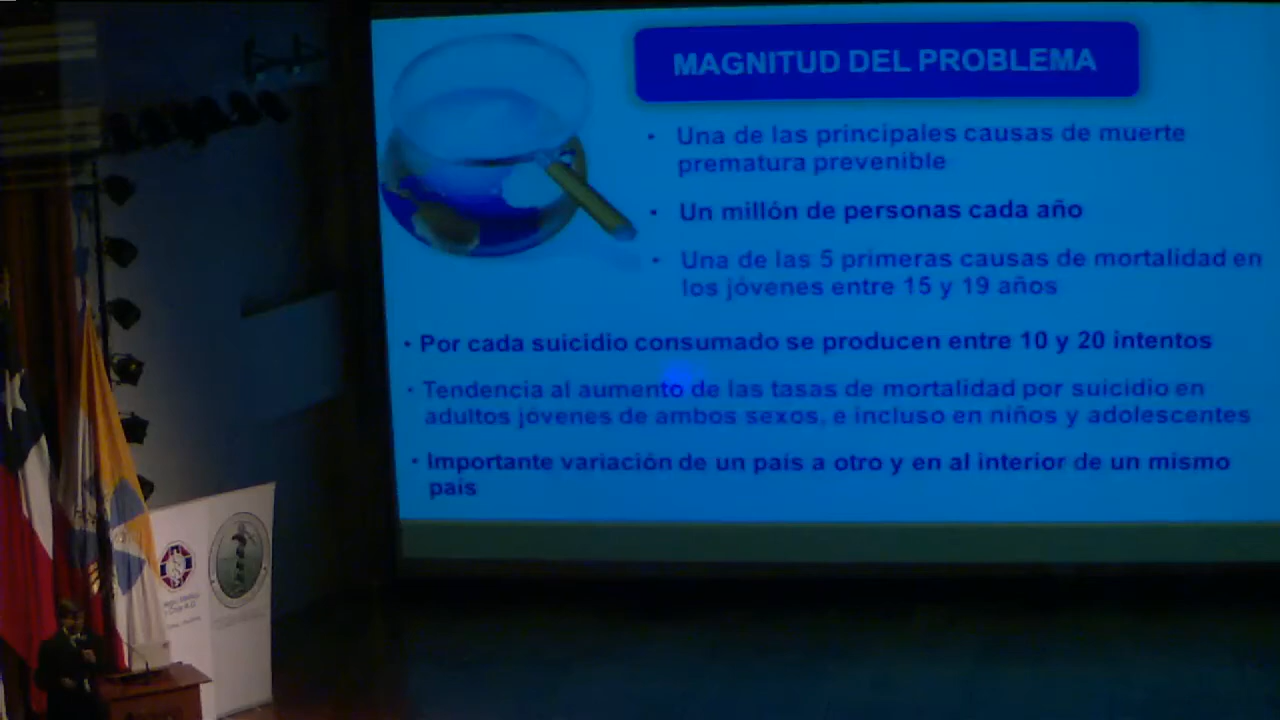 MAGNITUD DEL PROBLEMA
• Una de las principales causas de muerte
prematura prevenible
• Un millón de personas cada año
• Una de las 5 primeras causas de mortalidad en
los jóvenes entre 15 y 19 años
• Por cada suicidio consumado se producen entre 10 y 20 intentos
• Tendencia al aumento de las tasas de mortalidad por suicidio en
adultos jóvenes de ambos sexos, e incluso en niños y adolescentes
• Importante variación de un país a otro y en al interior de un mismo
país